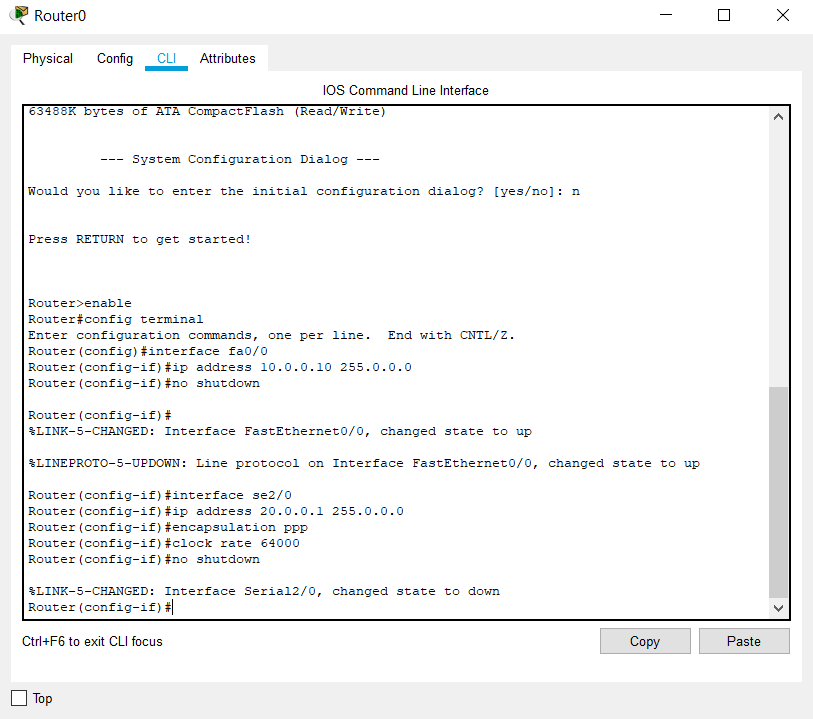 Router0
Physical Config CLI Attributes
IOS Command Line Interface
63488K bytes of ATA CompactFlash (Read/Write)
--- System Configuration Dialog ---
Would you like to enter the initial configuration dialog? [yes/no]: n
Press RETURN to get started!
Router>enable
Router#config terminal
Enter configuration commands, one per line.  End with CNTL/Z.
Router(config)#interface fa0/0
Router(config-if)#ip address 10.0.0.10 255.0.0.0
Router(config-if)#no shutdown
Router(config-if)#
%LINK-5-CHANGED: Interface FastEthernet0/0, changed state to up
%LINEPROTO-5-UPDOWN: Line protocol on Interface FastEthernet0/0, changed state to up
Router(config-if)#interface se2/0
Router(config-if)#ip address 20.0.0.1 255.0.0.0
Router(config-if)#encapsulation ppp
Router(config-if)#clock rate 64000
Router(config-if)#no shutdown
%LINK-5-CHANGED: Interface Serial2/0, changed state to down
Router(config-if)#
Ctrl+F6 to exit CLI focus
Copy Paste
Top